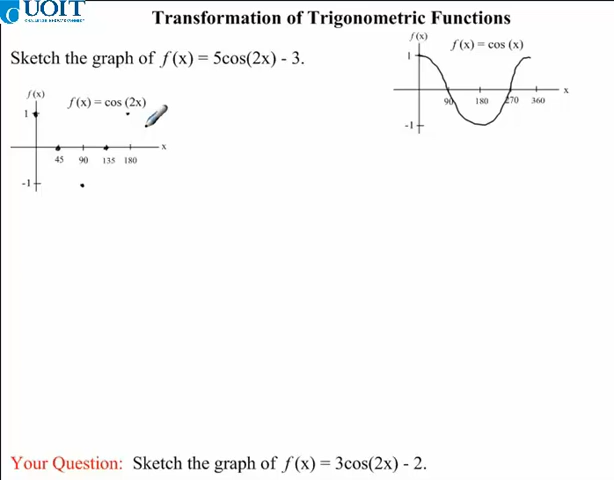 UOIT
Transformation of Trigonometric Functions
Sketch the graph of f(x) = 5cos(2x) - 3.
f(x)
f(x) = cos (x)
1
x
90 180 270 360
-1
f(x)
f(x) = cos (2x)
1
x
45 90 135 180
-1
Your Question: Sketch the graph of f(x) = 3cos(2x) - 2.